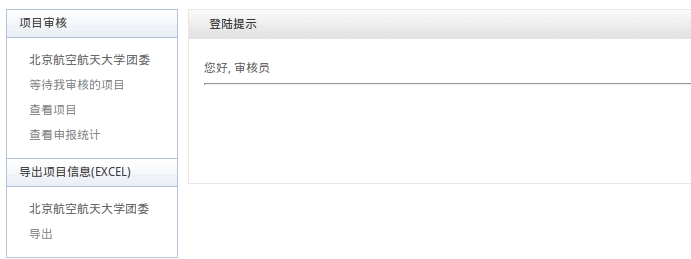 项目审核
北京航空航天大学团委
等待我审核的项目
查看项目
查看申报统计
导出项目信息(EXCEL)
北京航空航天大学团委
导出
登陆提示
您好, 审核员